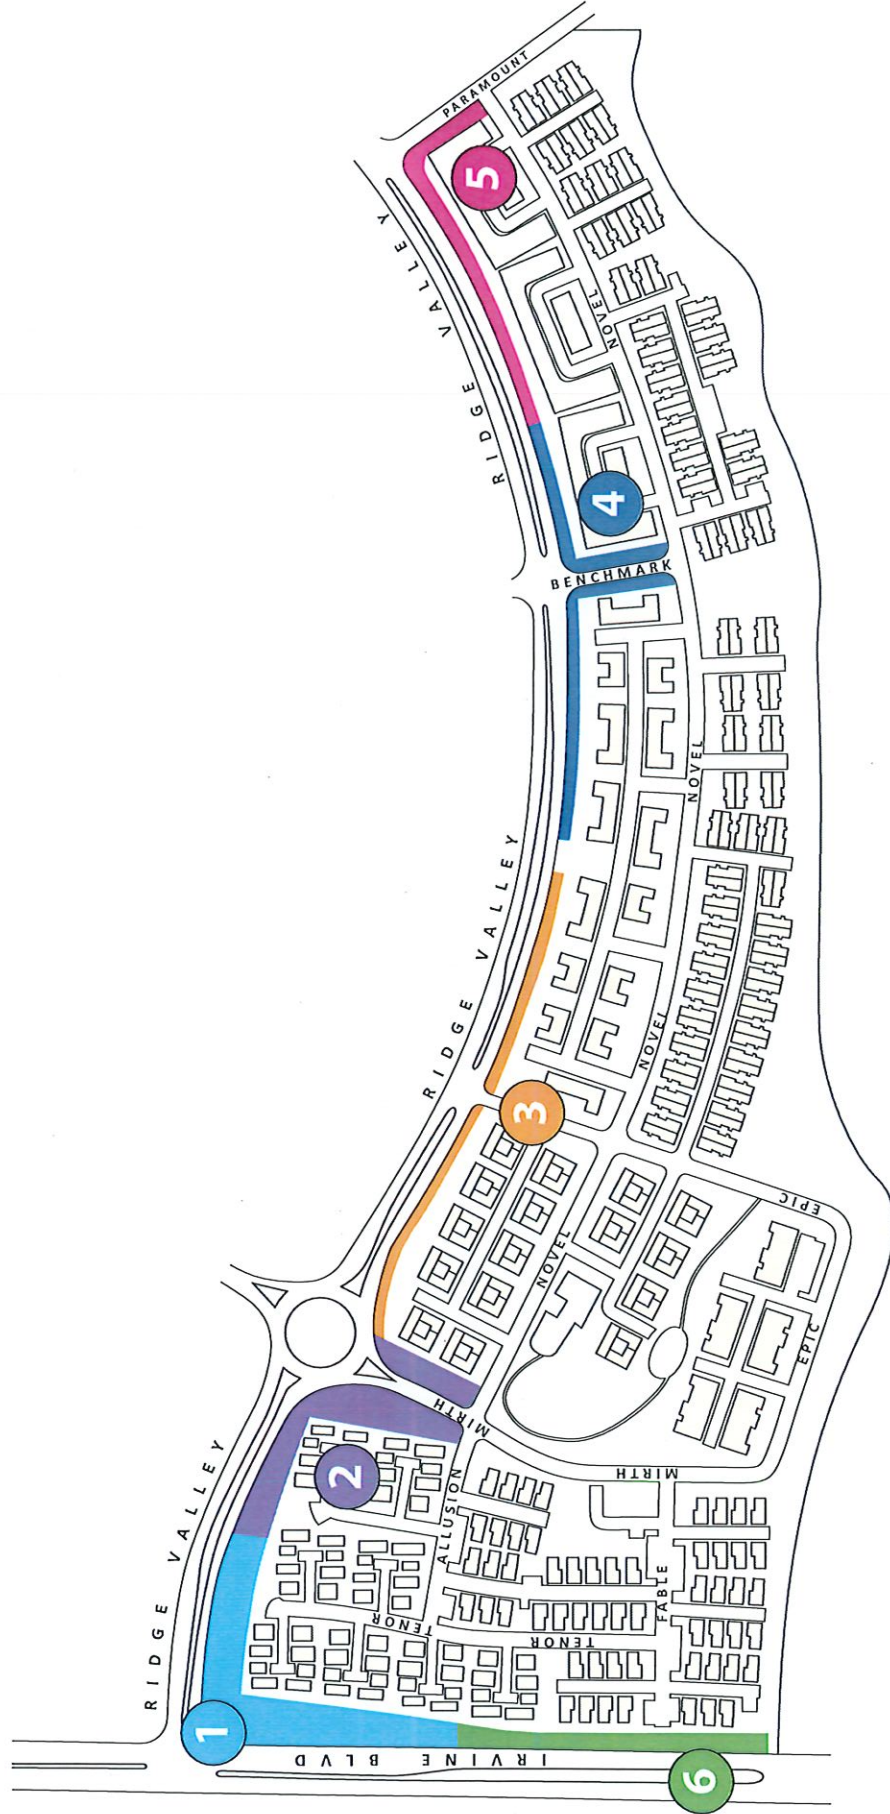 PARAMOUNT
5
RIDGE VALLEY
NOVEL
4
BENCHMARK
NOVEL
RIDGE VALLEY
NOVEL
3
EPIC
NOVEL
EPIC
MIRTH
2
ALLUSION
MIRTH
RIDGE VALLEY
TENOR
TENOR
FABLE
1
IRVINE BLVD
6